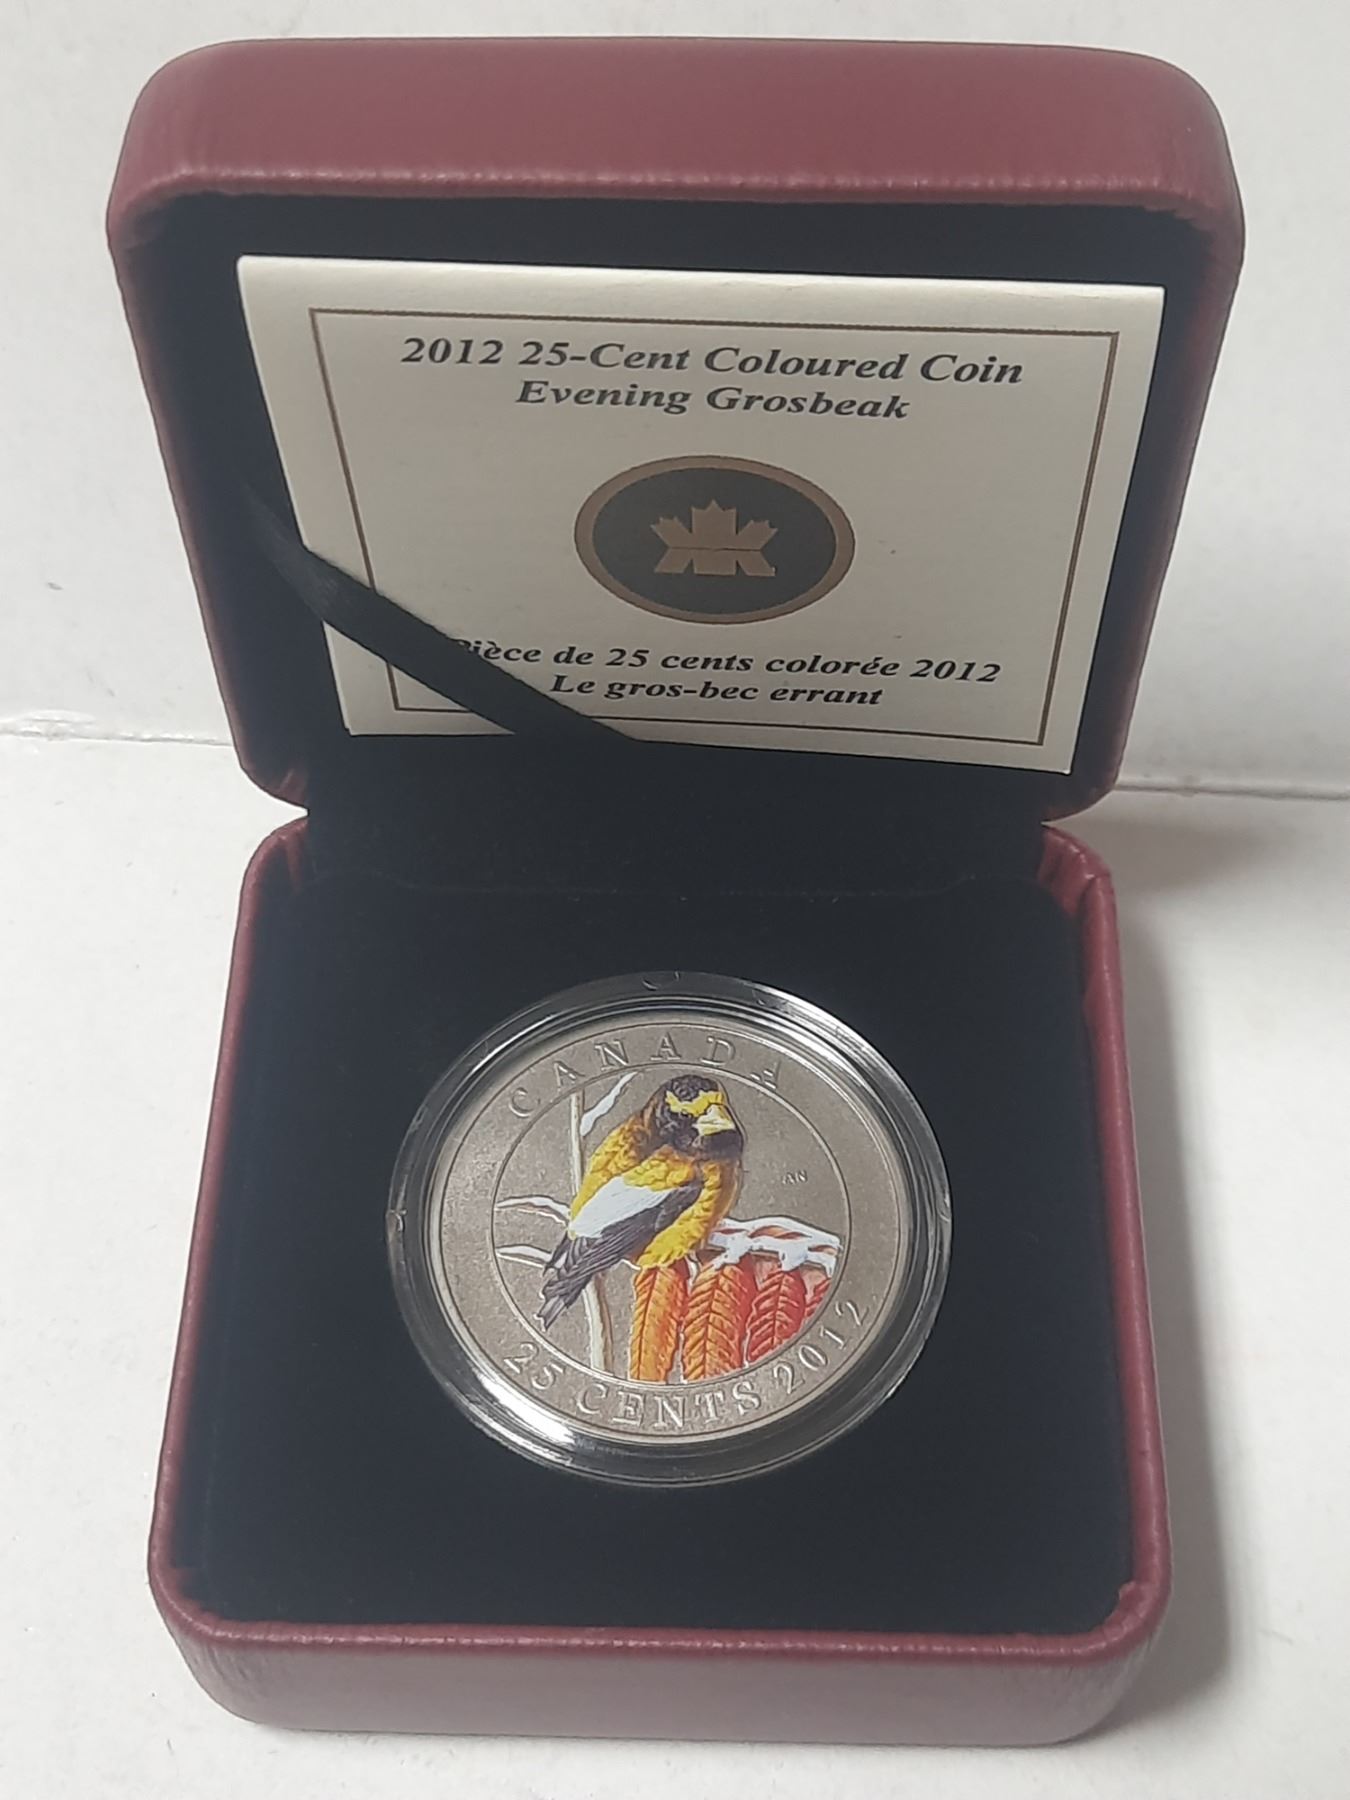 2012 25-Cent Coloured Coin
Evening Grosbeak
Pièce de 25 cents colorée 2012
Le gros-bec errant
CANADA
AN
25 CENTS 2012